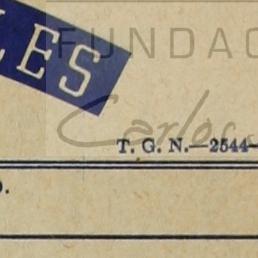 LES
FUNDAC
Carlos
T. G. N.—2544—
O.